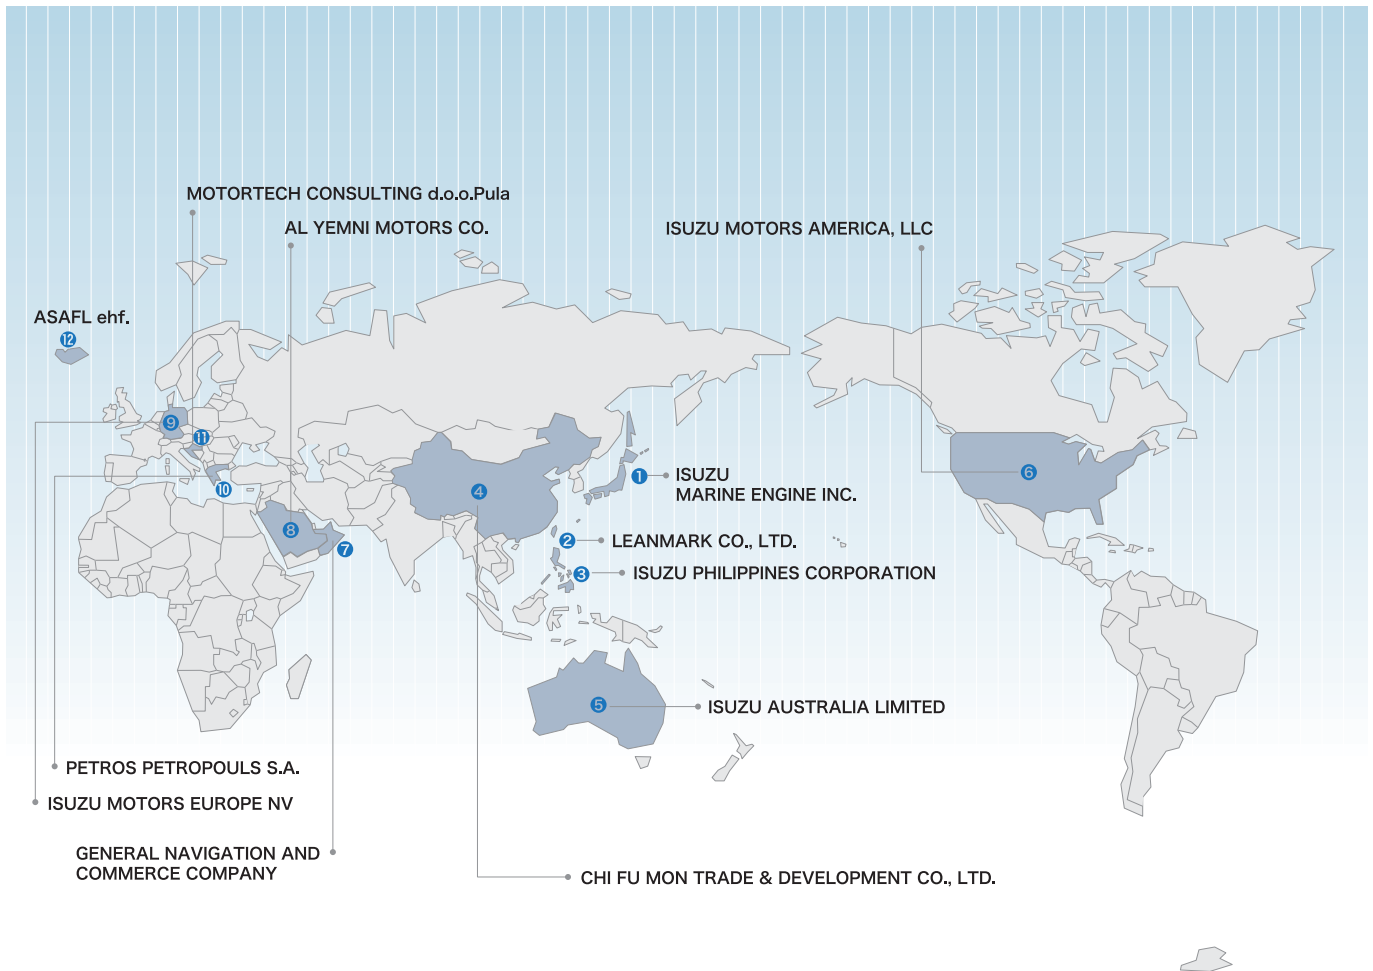 MOTORTECH CONSULTING d.o.o.Pula
AL YEMNI MOTORS CO.
ISUZU MOTORS AMERICA, LLC
ASAFL ehf.
12
9
11
10
8
7
4
1
ISUZU
MARINE ENGINE INC.
6
2
LEANMARK CO., LTD.
3
ISUZU PHILIPPINES CORPORATION
5
ISUZU AUSTRALIA LIMITED
PETROS PETROPOULS S.A.
ISUZU MOTORS EUROPE NV
GENERAL NAVIGATION AND
COMMERCE COMPANY
CHI FU MON TRADE & DEVELOPMENT CO., LTD.